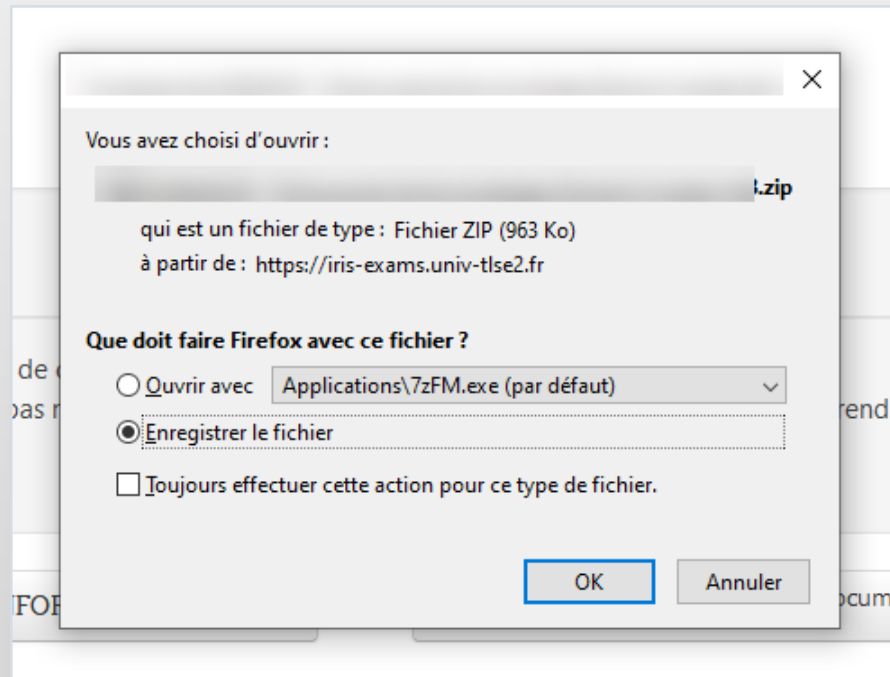 Vous avez choisi d'ouvrir :
.zip
qui est un fichier de type : Fichier ZIP (963 Ko)
à partir de : https://iris-exams.univ-tlse2.fr
Que doit faire Firefox avec ce fichier ?
de
Ouvrir avec Applications\7zFM.exe (par défaut)
Enregistrer le fichier
Toujours effectuer cette action pour ce type de fichier.
OK Annuler